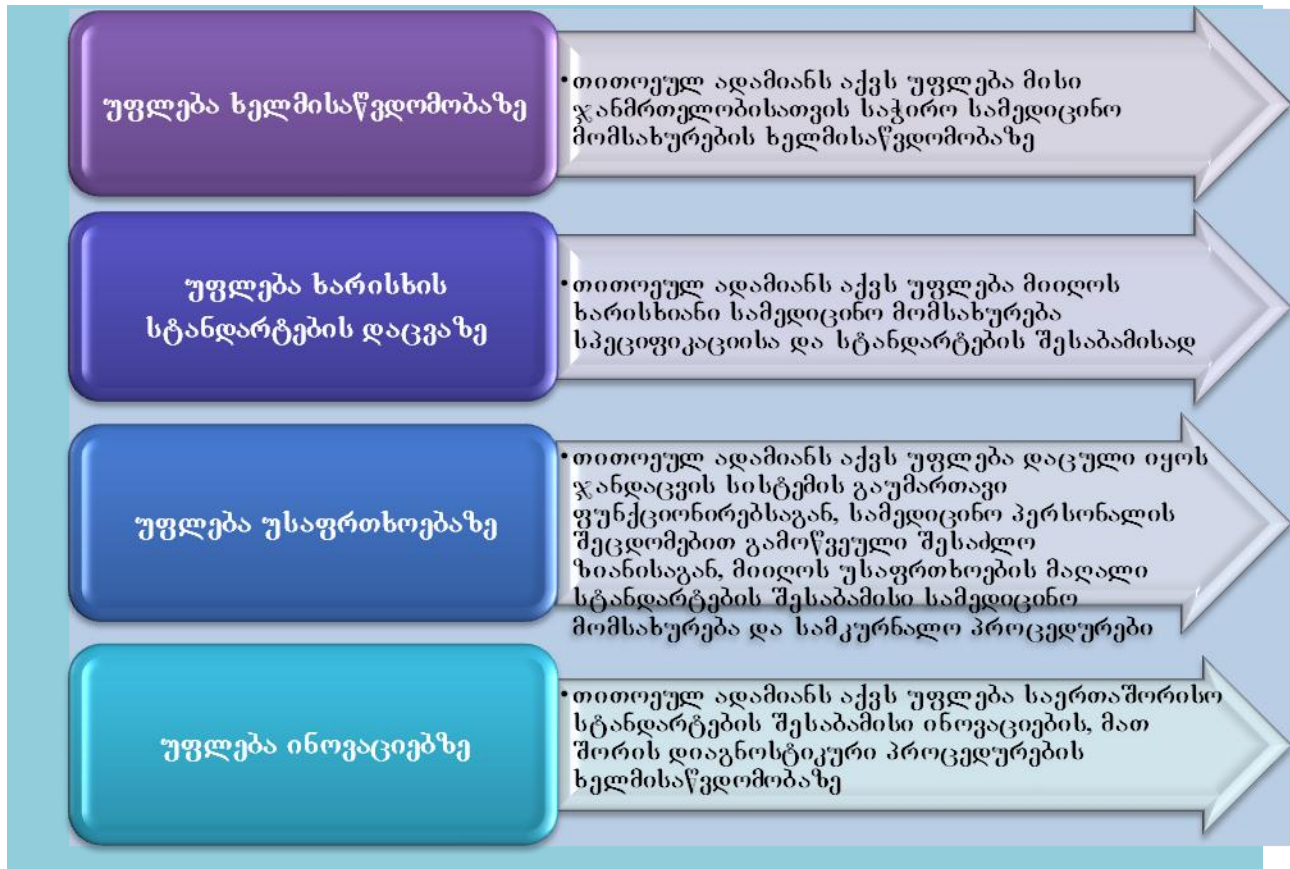 უფლება ხელმისაწვდომობაზე
•თითოეულ ადამიანს აქვს უფლება მისი
ჯანმრთელობისათვის საჭირო სამედიცინო
მომსახურების ხელმისაწვდომობაზე
უფლება ხარისხის
სტანდარტების დაცვაზე
•თითოეულ ადამიანს აქვს უფლება მიიღოს
ხარისხიანი სამედიცინო მომსახურება
სპეციფიკაციისა და სტანდარტების შესაბამისად
უფლება უსაფრთხოებაზე
•თითოეულ ადამიანს აქვს უფლება დაცული იყოს
ჯანდაცვის სისტემის გაუმართავი
ფუნქციონირებსაგან, სამედიცინო პერსონალის
შეცდომებით გამოწვეული შესაძლო
ზიანისაგან, მიიღოს უსაფრთხოების მაღალი
სტანდარტების შესაბამისი სამედიცინო
მომსახურება და სამკურნალო პროცედურები
უფლება ინოვაციებზე
•თითოეულ ადამიანს აქვს უფლება საერთაშორისო
სტანდარტების შესაბამისი ინოვაციების, მათ
შორის დიაგნოსტიკური პროცედურების
ხელმისაწვდომობაზე